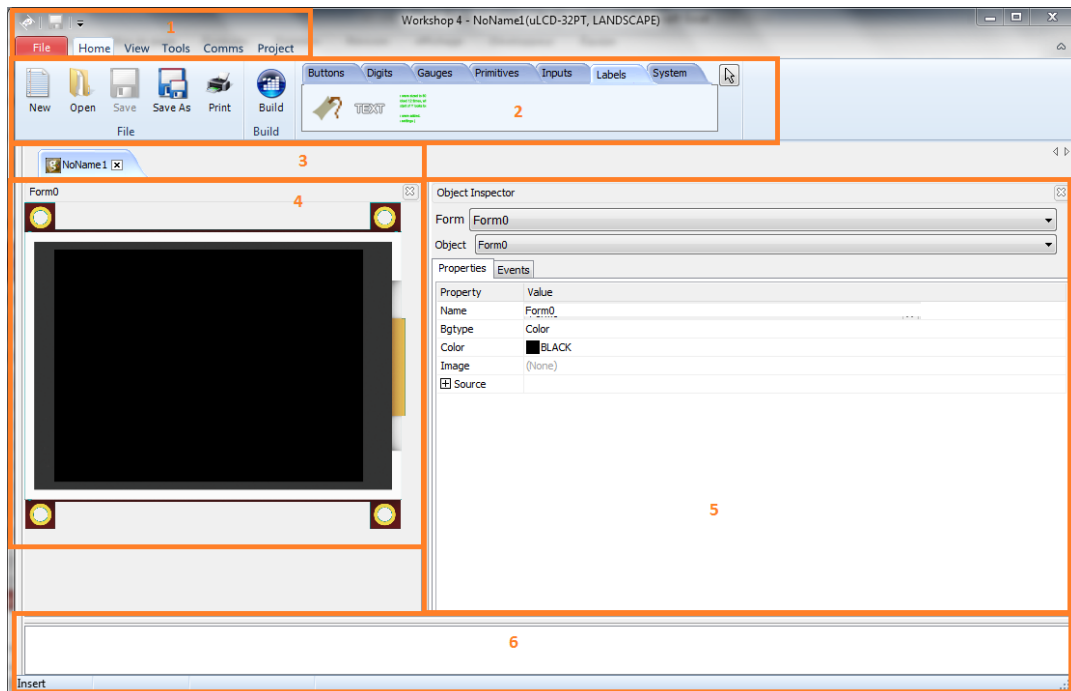 Workshop 4 - NoName1(uLCD-32PT, LANDSCAPE)
1
File Home View Tools Comms Project
Buttons Digits Gauges Primitives Inputs Labels System
TEXT
2
New Open Save Save As Print Build
File Build
NoName1
3
Form0
4
Object Inspector
Form Form0
Object Form0
Properties Events
Property Value
Name Form0
Bgtype Color
Color BLACK
Image (None)
Source
5
6
Insert